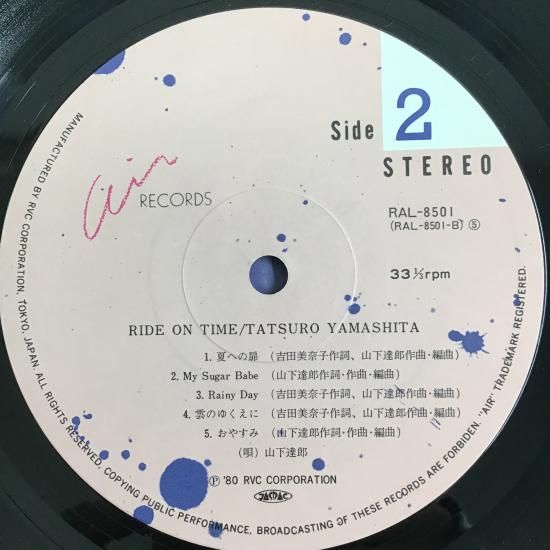 Side 2
STEREO
Air RECORDS
RAL-8501
(RAL-8501-B) ⑤
33 ⅓rpm
RIDE ON TIME/TATSURO YAMASHITA
1. 夏への扉 (吉田美奈子作詞、山下達郎作曲・編曲)
2. My Sugar Babe (山下達郎作詞・作曲・編曲)
3. Rainy Day (吉田美奈子作詞、山下達郎作曲・編曲)
4. 雲のゆくえに (吉田美奈子作詞、山下達郎作曲・編曲)
5. おやすみ (山下達郎作詞・作曲・編曲)
(唄) 山下達郎
Ⓟ '80 RVC CORPORATION
JASRAC
MANUFACTURED BY RVC CORPORATION, TOKYO, JAPAN. ALL RIGHTS RESERVED. COPYING PUBLIC PERFORMANCE, BROADCASTING OF THESE RECORDS ARE FORBIDEN. "AIR" TRADEMARK REGISTERED.